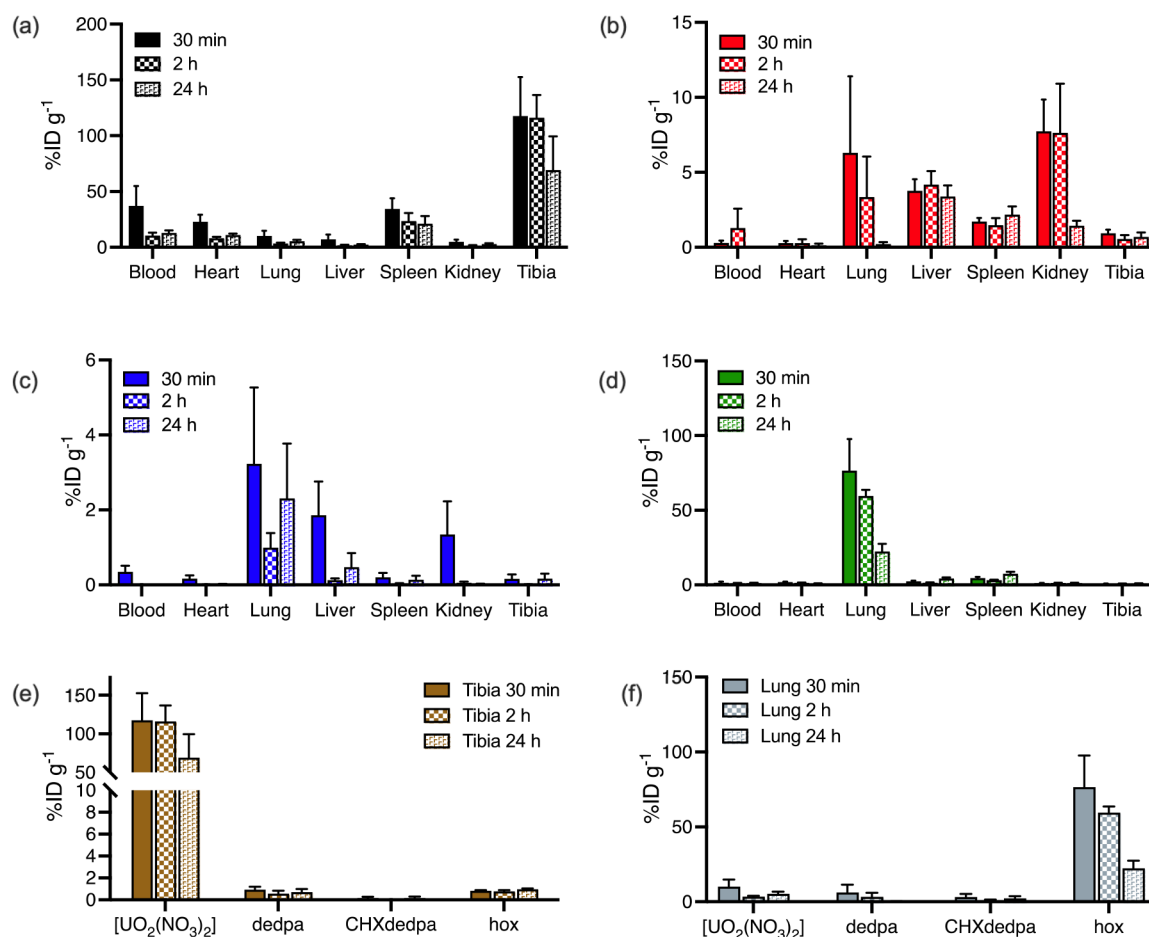 (a)
200
150
100
50
0
%ID g⁻¹
30 min
2 h
24 h
Blood Heart Lung Liver Spleen Kidney Tibia
(b)
15
10
5
0
%ID g⁻¹
30 min
2 h
24 h
Blood Heart Lung Liver Spleen Kidney Tibia
(c)
6
4
2
0
%ID g⁻¹
30 min
2 h
24 h
Blood Heart Lung Liver Spleen Kidney Tibia
(d)
150
100
50
0
%ID g⁻¹
30 min
2 h
24 h
Blood Heart Lung Liver Spleen Kidney Tibia
(e)
150
100
50
10
8
6
4
2
0
%ID g⁻¹
Tibia 30 min
Tibia 2 h
Tibia 24 h
[UO₂(NO₃)₂] dedpa CHXdedpa hox
(f)
150
100
50
0
%ID g⁻¹
Lung 30 min
Lung 2 h
Lung 24 h
[UO₂(NO₃)₂] dedpa CHXdedpa hox